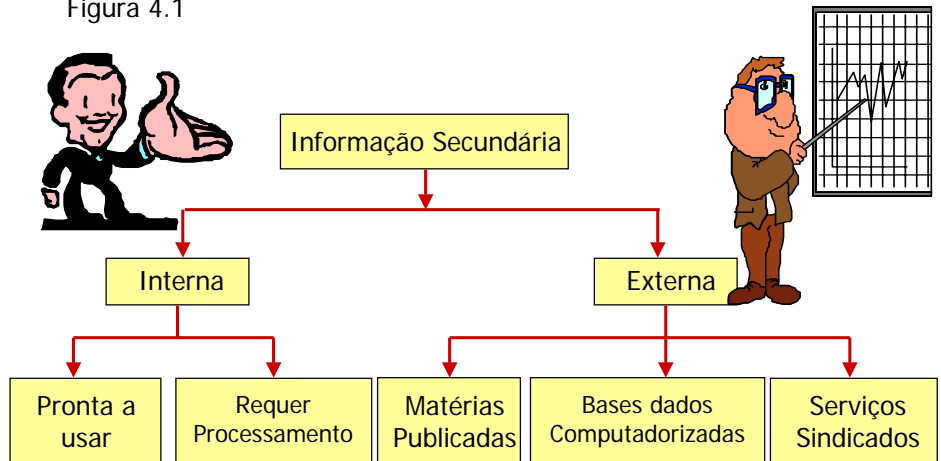 Figura 4.1
Informação Secundária
Interna
Externa
Pronta a
usar
Requer
Processamento
Matérias
Publicadas
Bases dados
Computadorizadas
Serviços
Sindicados